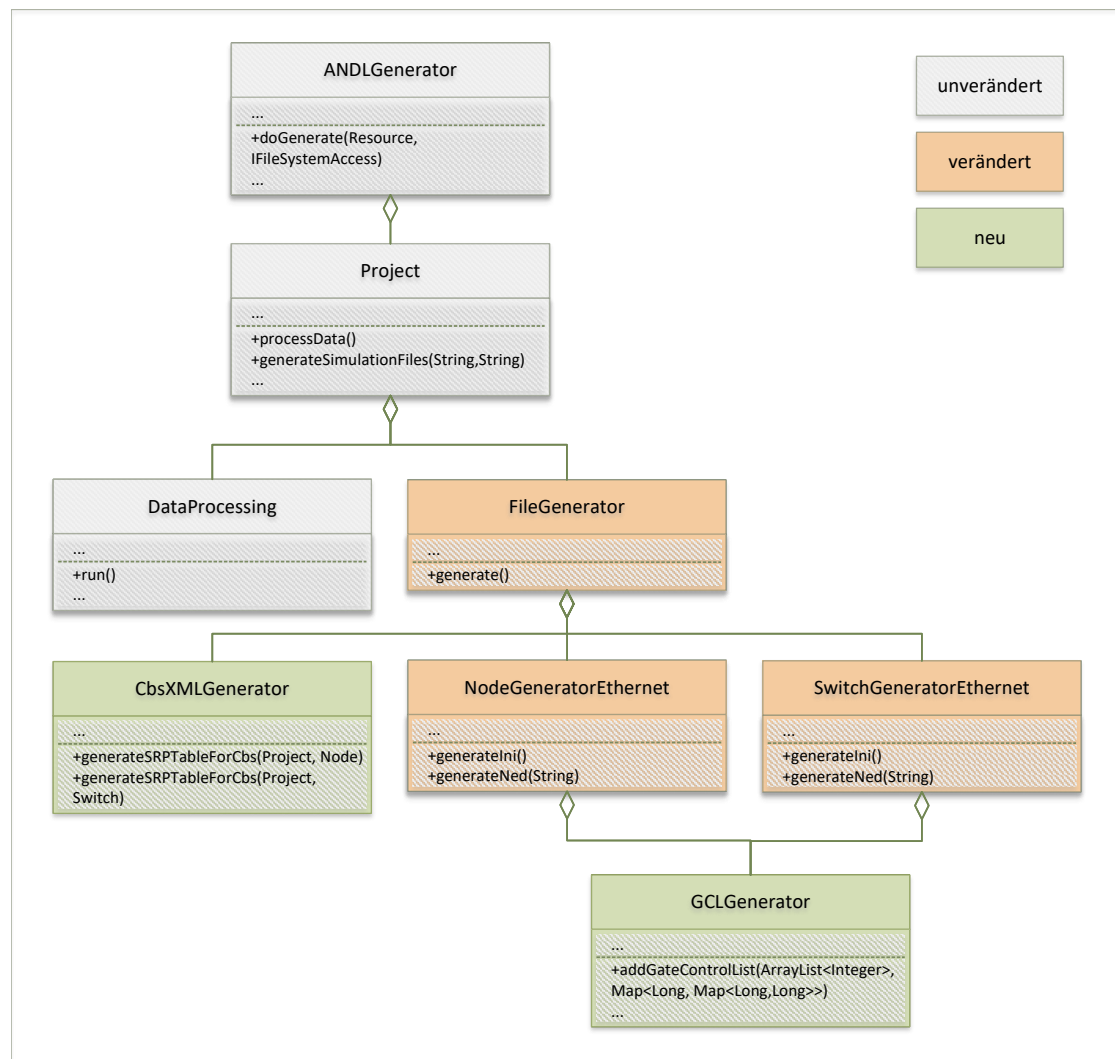 ANDLGenerator
...
+doGenerate(Resource,
IFileSystemAccess)
...
unverändert
verändert
neu
Project
...
+processData()
+generateSimulationFiles(String,String)
...
DataProcessing
...
+run()
...
FileGenerator
...
+generate()
CbsXMLGenerator
...
+generateSRPTableForCbs(Project, Node)
+generateSRPTableForCbs(Project,
Switch)
NodeGeneratorEthernet
...
+generateIni()
+generateNed(String)
SwitchGeneratorEthernet
...
+generateIni()
+generateNed(String)
GCLGenerator
...
+addGateControlList(ArrayList<Integer>,
Map<Long, Map<Long,Long>>)
...